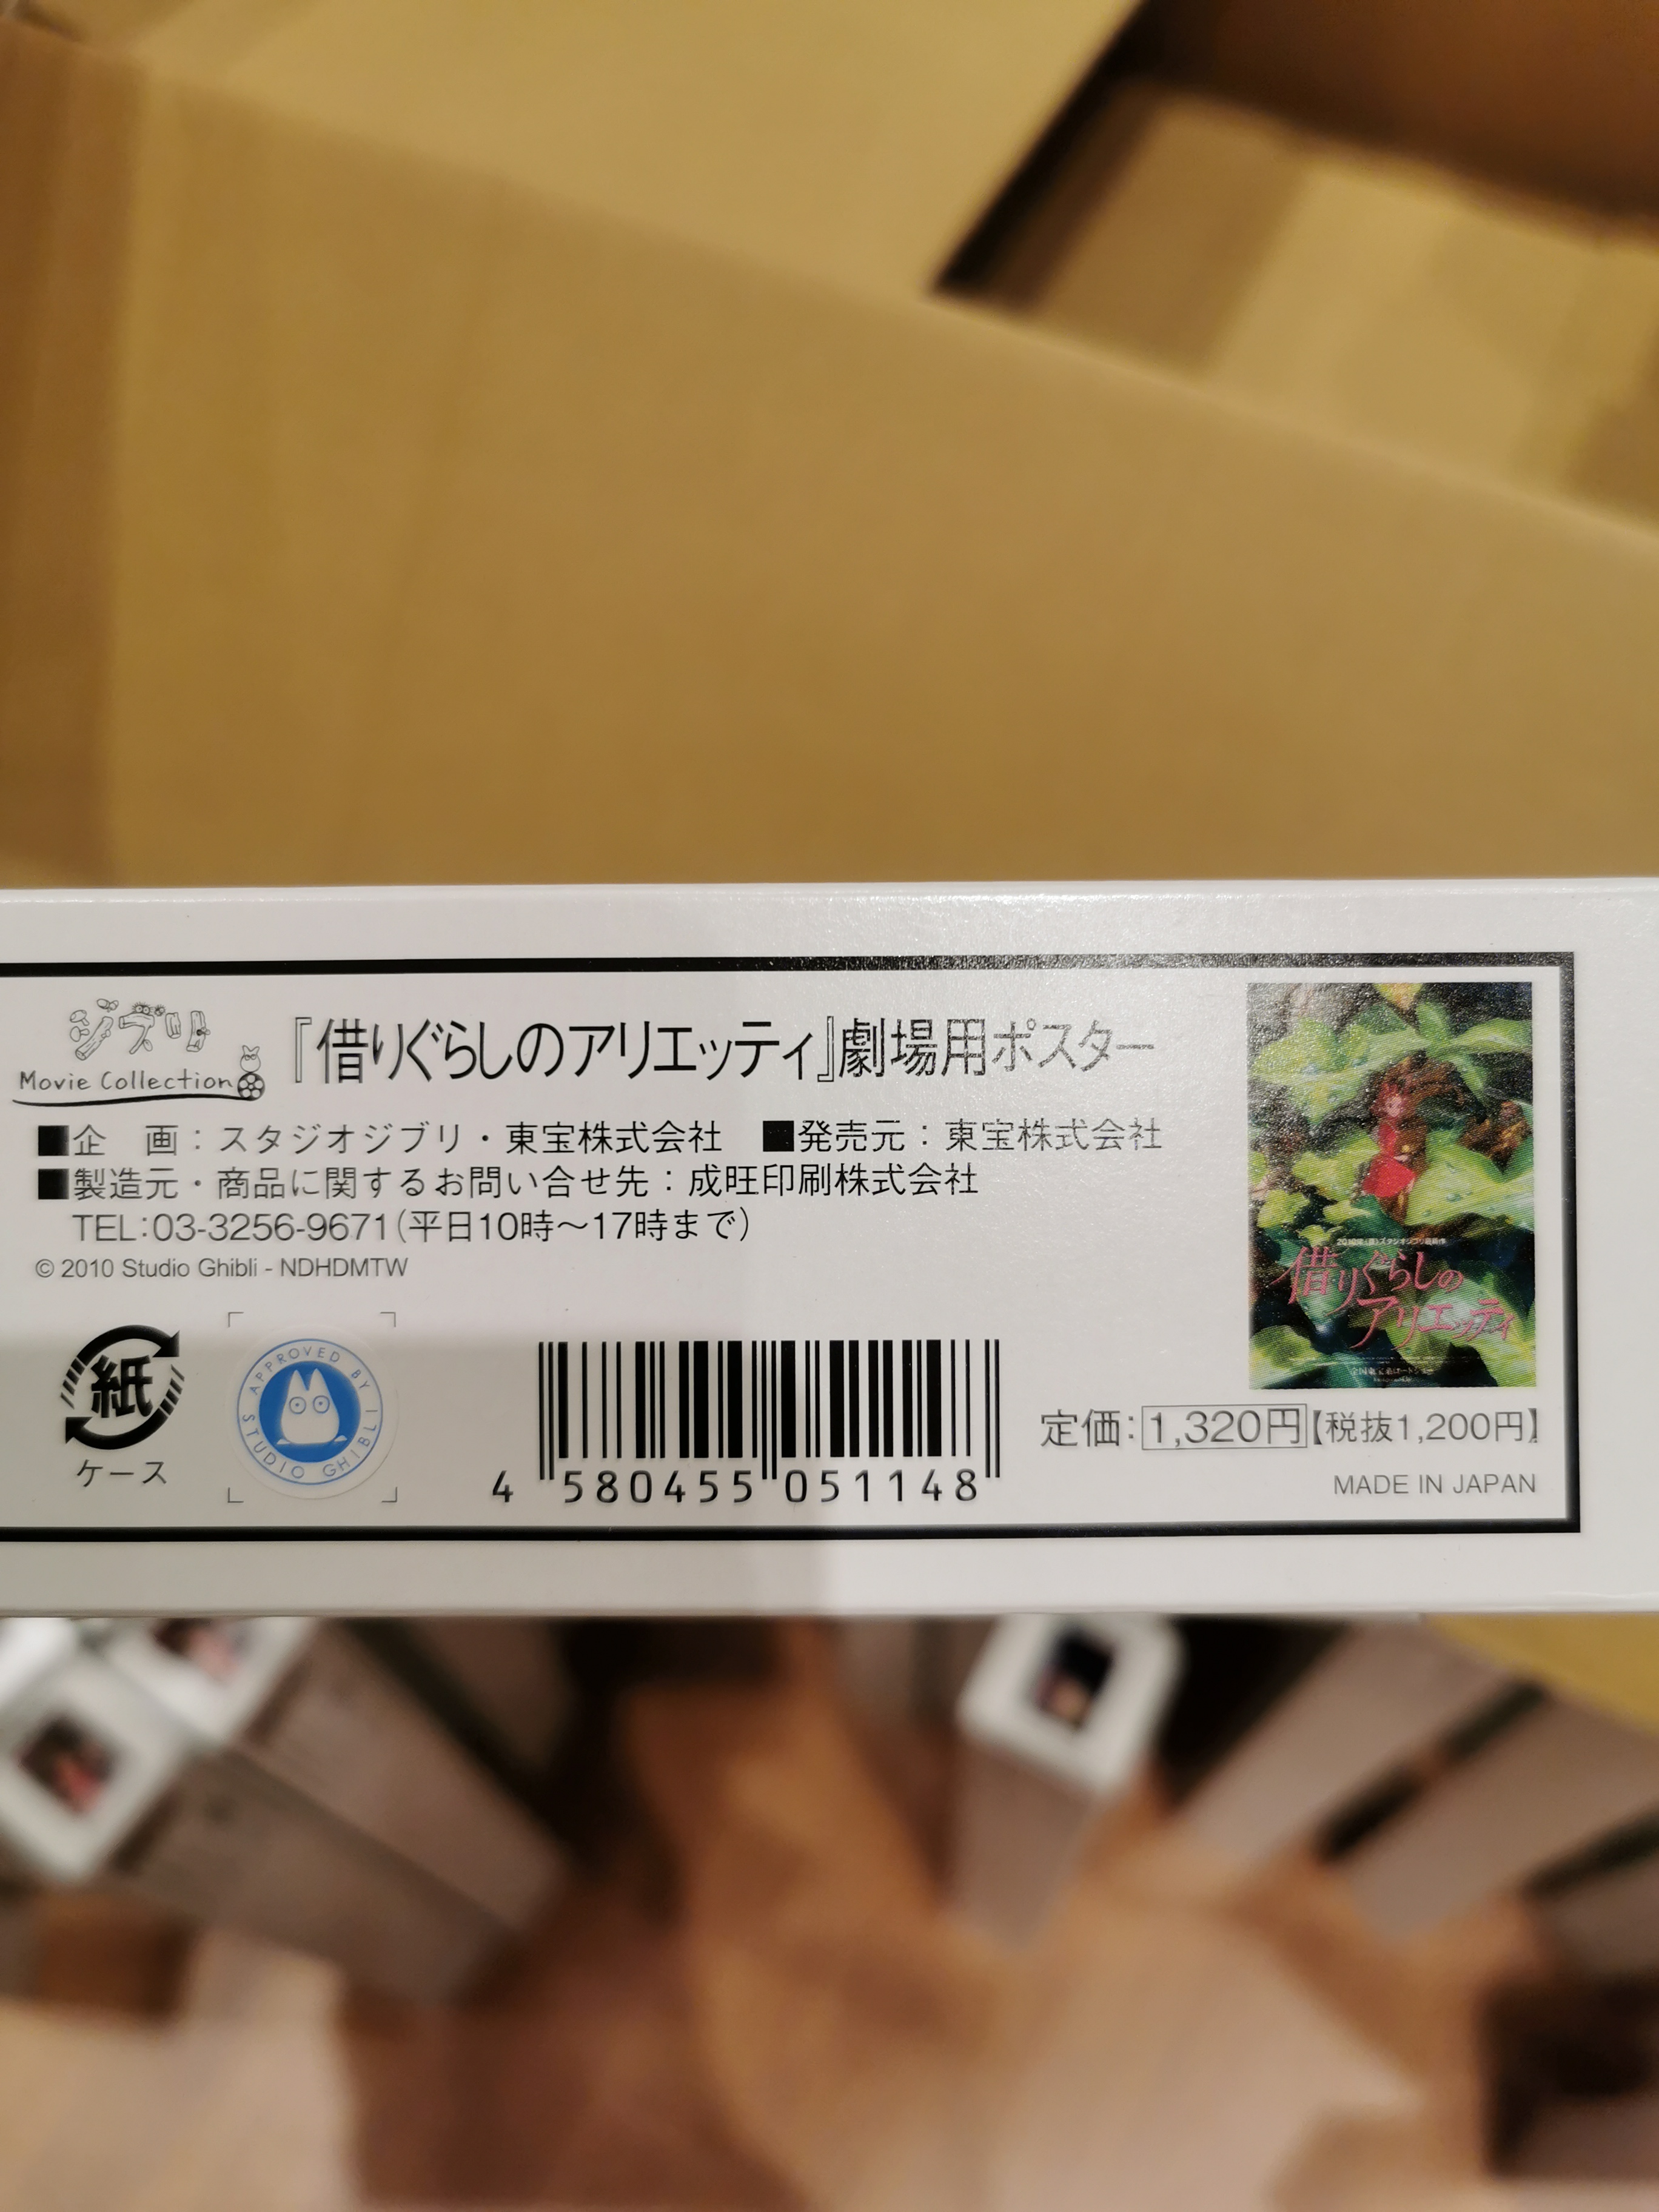 ジブリ
Movie Collection
『借りぐらしのアリエッティ』劇場用ポスター
■企　画：スタジオジブリ・東宝株式会社　■発売元：東宝株式会社
■製造元・商品に関するお問い合せ先：成旺印刷株式会社
TEL:03-3256-9671(平日10時〜17時まで)
© 2010 Studio Ghibli - NDHDMTW
紙
ケース
APPROVED BY STUDIO GHIBLI
4 580455 051148
借りぐらしの
アリエッティ
定価:1,320円【税抜1,200円】
MADE IN JAPAN